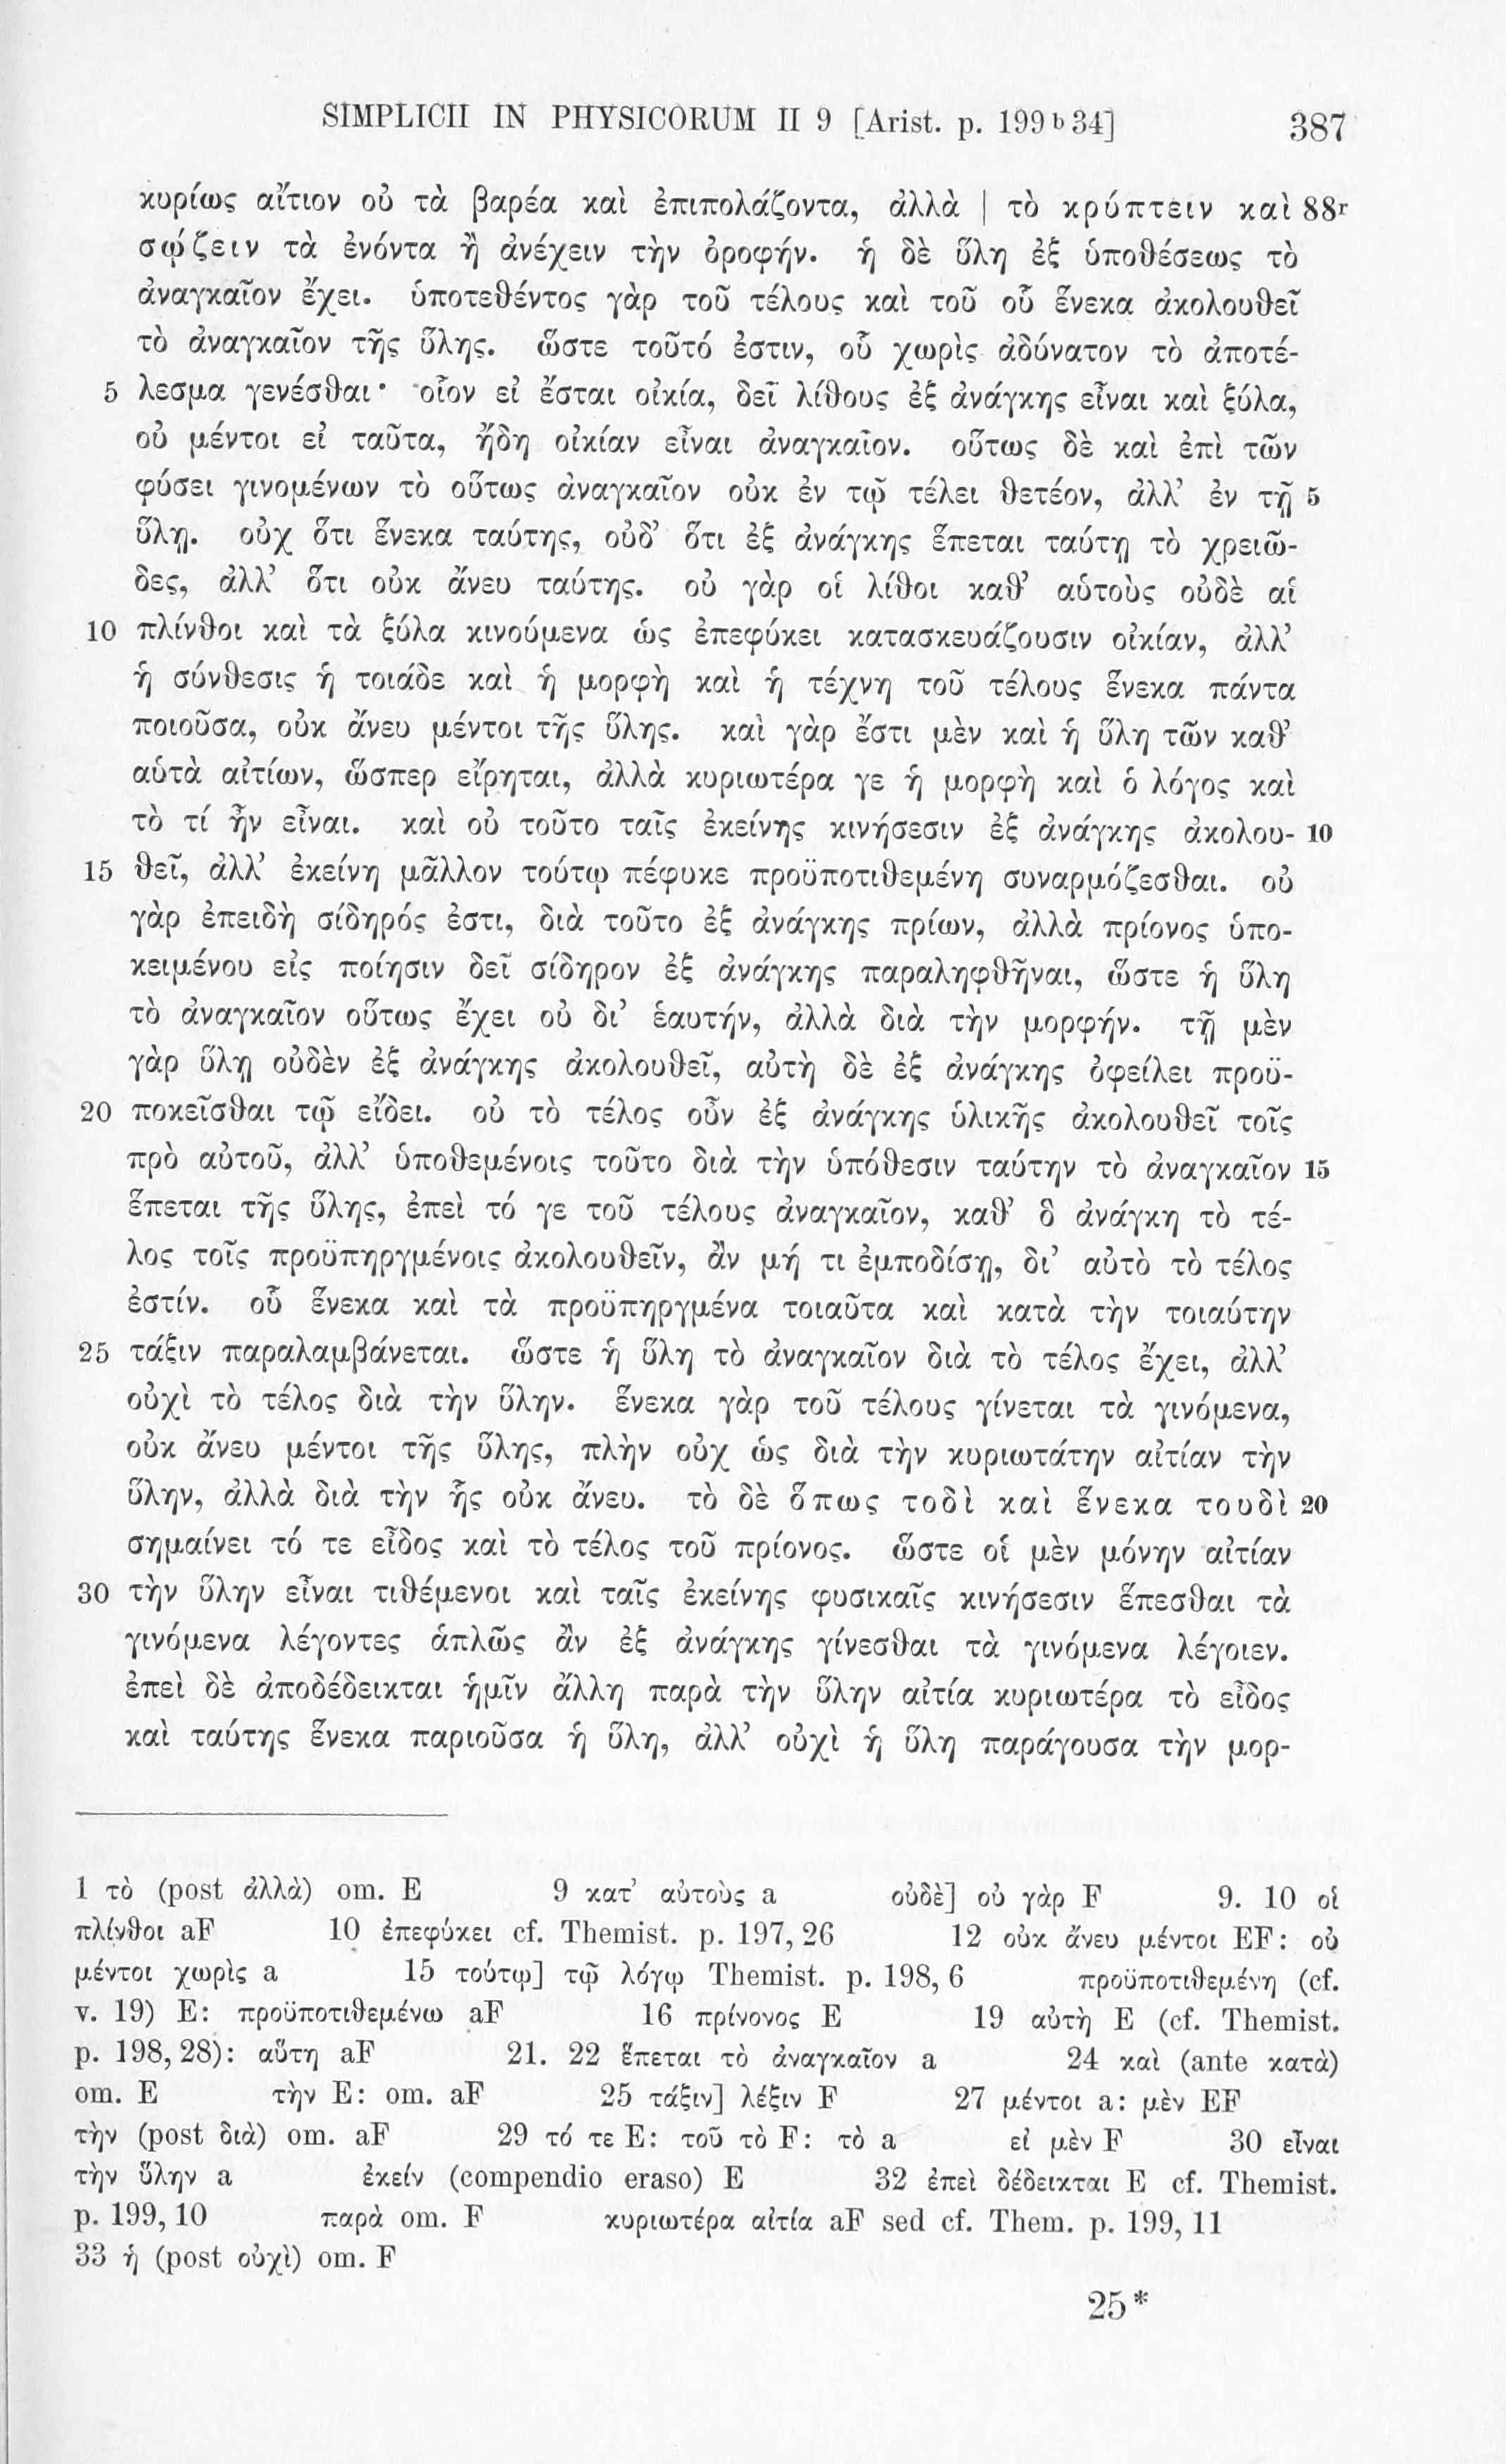 SIMPLICII IN PHYSICORUM II 9 [Arist. p. 199ᵇ34] 387
κυρίως αἴτιον οὐ τὰ βαρέα καὶ ἐπιπολάζοντα, ἀλλὰ | τὸ κρύπτειν καὶ 88ʳ
σῴζειν τὰ ἐνόντα ἢ ἀνέχειν τὴν ὀροφήν. ἡ δὲ ὕλη ἐξ ὑποθέσεως τὸ
ἀναγκαῖον ἔχει. ὑποτεθέντος γὰρ τοῦ τέλους καὶ τοῦ οὗ ἕνεκα ἀκολουθεῖ
τὸ ἀναγκαῖον τῆς ὕλης. ὥστε τοῦτό ἐστιν, οὗ χωρὶς ἀδύνατον τὸ ἀποτέ-
5 λεσμα γενέσθαι· οἷον εἰ ἔσται οἰκία, δεῖ λίθους ἐξ ἀνάγκης εἶναι καὶ ξύλα,
οὐ μέντοι εἰ ταῦτα, ἤδη οἰκίαν εἶναι ἀναγκαῖον. οὕτως δὲ καὶ ἐπὶ τῶν
φύσει γινομένων τὸ οὕτως ἀναγκαῖον οὐκ ἐν τῷ τέλει θετέον, ἀλλ’ ἐν τῇ 5
ὕλῃ. οὐχ ὅτι ἕνεκα ταύτης, οὐδ’ ὅτι ἐξ ἀνάγκης ἕπεται ταύτῃ τὸ χρειῶ-
δες, ἀλλ’ ὅτι οὐκ ἄνευ ταύτης. οὐ γὰρ οἱ λίθοι καθ’ αὑτοὺς οὐδὲ αἱ
10 πλίνθοι καὶ τὰ ξύλα κινούμενα ὡς ἐπεφύκει κατασκευάζουσιν οἰκίαν, ἀλλ’
ἡ σύνθεσις ἡ τοιάδε καὶ ἡ μορφὴ καὶ ἡ τέχνη τοῦ τέλους ἕνεκα πάντα
ποιοῦσα, οὐκ ἄνευ μέντοι τῆς ὕλης. καὶ γὰρ ἔστι μὲν καὶ ἡ ὕλη τῶν καθ’
αὑτὰ αἰτίων, ὥσπερ εἴρηται, ἀλλὰ κυριωτέρα γε ἡ μορφὴ καὶ ὁ λόγος καὶ
τὸ τί ἦν εἶναι. καὶ οὐ τοῦτο ταῖς ἐκείνης κινήσεσιν ἐξ ἀνάγκης ἀκολου- 10
15 θεῖ, ἀλλ’ ἐκείνη μᾶλλον τούτῳ πέφυκε προϋποτιθεμένη συναρμόζεσθαι. οὐ
γὰρ ἐπειδὴ σίδηρός ἐστι, διὰ τοῦτο ἐξ ἀνάγκης πρίων, ἀλλὰ πρίονος ὑπο-
κειμένου εἰς ποίησιν δεῖ σίδηρον ἐξ ἀνάγκης παραληφθῆναι, ὥστε ἡ ὕλη
τὸ ἀναγκαῖον οὕτως ἔχει οὐ δι’ ἑαυτήν, ἀλλὰ διὰ τὴν μορφήν. τῇ μὲν
γὰρ ὕλῃ οὐδὲν ἐξ ἀνάγκης ἀκολουθεῖ, αὐτὴ δὲ ἐξ ἀνάγκης ὀφείλει προϋ-
20 ποκεῖσθαι τῷ εἴδει. οὐ τὸ τέλος οὖν ἐξ ἀνάγκης ὑλικῆς ἀκολουθεῖ τοῖς
πρὸ αὐτοῦ, ἀλλ’ ὑποθεμένοις τοῦτο διὰ τὴν ὑπόθεσιν ταύτην τὸ ἀναγκαῖον 15
ἕπεται τῆς ὕλης, ἐπεὶ τό γε τοῦ τέλους ἀναγκαῖον, καθ’ ὃ ἀνάγκη τὸ τέ-
λος τοῖς προϋπηργμένοις ἀκολουθεῖν, ἂν μή τι ἐμποδίσῃ, δι’ αὐτὸ τὸ τέλος
ἐστίν. οὗ ἕνεκα καὶ τὰ προϋπηργμένα τοιαῦτα καὶ κατὰ τὴν τοιαύτην
25 τάξιν παραλαμβάνεται. ὥστε ἡ ὕλη τὸ ἀναγκαῖον διὰ τὸ τέλος ἔχει, ἀλλ’
οὐχὶ τὸ τέλος διὰ τὴν ὕλην. ἕνεκα γὰρ τοῦ τέλους γίνεται τὰ γινόμενα,
οὐκ ἄνευ μέντοι τῆς ὕλης, πλὴν οὐχ ὡς διὰ τὴν κυριωτάτην αἰτίαν τὴν
ὕλην, ἀλλὰ διὰ τὴν ἧς οὐκ ἄνευ. τὸ δὲ ὅπως τοδὶ καὶ ἕνεκα τουδὶ 20
σημαίνει τό τε εἶδος καὶ τὸ τέλος τοῦ πρίονος. ὥστε οἱ μὲν μόνην αἰτίαν
30 τὴν ὕλην εἶναι τιθέμενοι καὶ ταῖς ἐκείνης φυσικαῖς κινήσεσιν ἕπεσθαι τὰ
γινόμενα λέγοντες ἁπλῶς ἂν ἐξ ἀνάγκης γίνεσθαι τὰ γινόμενα λέγοιεν.
ἐπεὶ δὲ ἀποδέδεικται ἡμῖν ἄλλη παρὰ τὴν ὕλην αἰτία κυριωτέρα τὸ εἶδος
καὶ ταύτης ἕνεκα παριοῦσα ἡ ὕλη, ἀλλ’ οὐχὶ ἡ ὕλη παράγουσα τὴν μορ-
1 τὸ (post ἀλλὰ) om. E 9 κατ’ αὐτοὺς a οὐδὲ] οὐ γὰρ F 9. 10 οἱ
πλίνθοι aF 10 ἐπεφύκει cf. Themist. p. 197, 26 12 οὐκ ἄνευ μέντοι EF: οὐ
μέντοι χωρὶς a 15 τούτῳ] τῷ λόγῳ Themist. p. 198, 6 προϋποτιθεμένη (cf.
v. 19) E: προϋποτιθεμένω aF 16 πρίνονος E 19 αὐτὴ E (cf. Themist.
p. 198, 28): αὕτη aF 21. 22 ἕπεται τὸ ἀναγκαῖον a 24 καὶ (ante κατὰ)
om. E τὴν E: om. aF 25 τάξιν] λέξιν F 27 μέντοι a: μὲν EF
τὴν (post διὰ) om. aF 29 τό τε E: τοῦ τὸ F: τὸ a εἰ μὲν F 30 εἶναι
τὴν ὕλην a ἐκείν (compendio eraso) E 32 ἐπεὶ δέδεικται E cf. Themist.
p. 199, 10 παρὰ om. F κυριωτέρα αἰτία aF sed cf. Them. p. 199, 11
33 ἡ (post οὐχὶ) om. F
25*